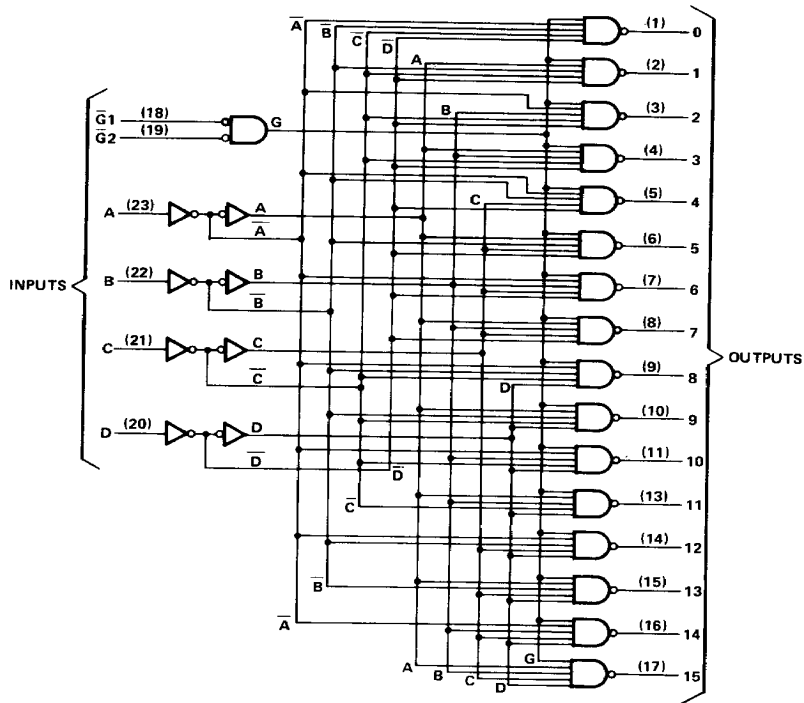 A̅
B̅
C̅
D̅
(1) 0
A
(2) 1
B
(3) 2
G̅1 (18)
G̅2 (19)
G
(4) 3
C
(5) 4
A (23)
A
A̅
(6) 5
B (22)
B
B̅
(7) 6
INPUTS
C (21)
C
C̅
(8) 7
OUTPUTS
(9) 8
D
D (20)
D
D̅
D̅
(10) 9
(11) 10
C̅
(13) 11
(14) 12
B̅
(15) 13
A̅
(16) 14
G
A
B
C
D
(17) 15